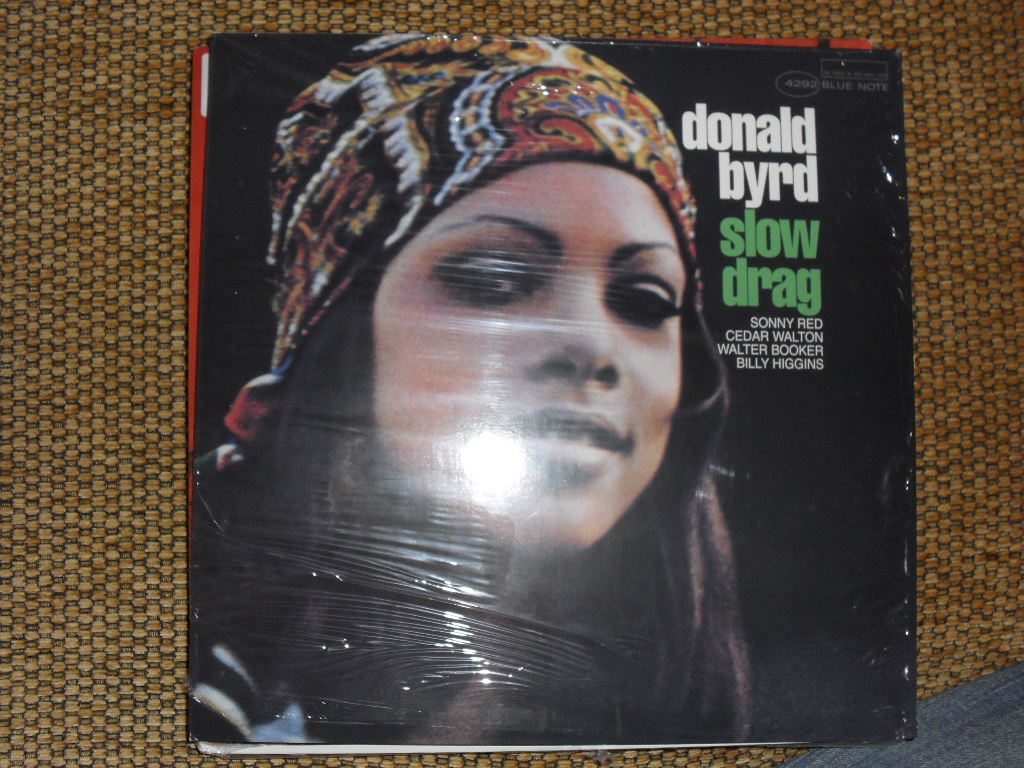 4292 BLUE NOTE
donald
byrd
slow
drag
SONNY RED
CEDAR WALTON
WALTER BOOKER
BILLY HIGGINS